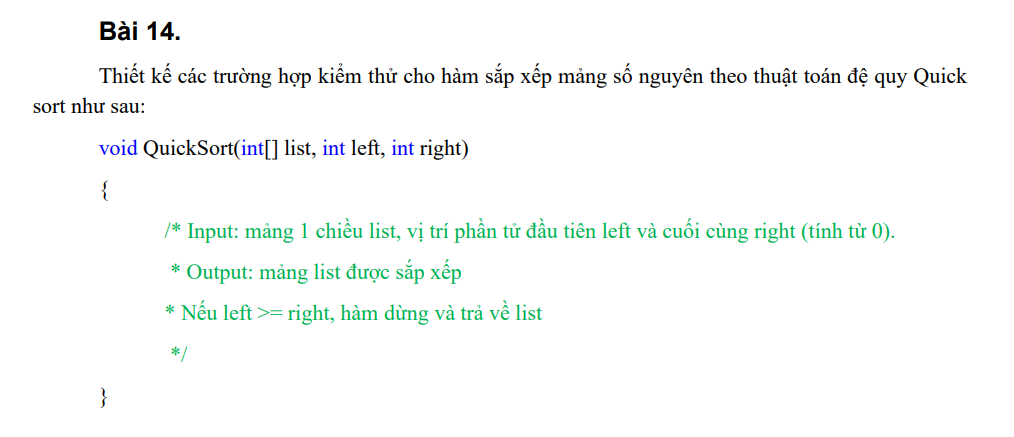 Bài 14.
Thiết kế các trường hợp kiểm thử cho hàm sắp xếp mảng số nguyên theo thuật toán đệ quy Quick
sort như sau:
void QuickSort(int[] list, int left, int right)
{
/* Input: mảng 1 chiều list, vị trí phần tử đầu tiên left và cuối cùng right (tính từ 0).
* Output: mảng list được sắp xếp
* Nếu left >= right, hàm dừng và trả về list
*/
}